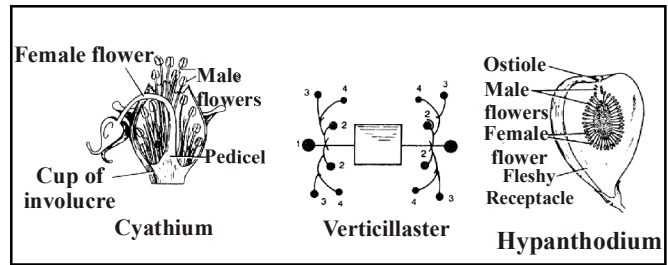 Female flower
Male
flowers
Pedicel
Cup of
involucre
Cyathium
3
4
2
1
2
4
3
4
3
2
2
4
3
Verticillaster
Ostiole
Male
flowers
Female
flower
Fleshy
Receptacle
Hypanthodium